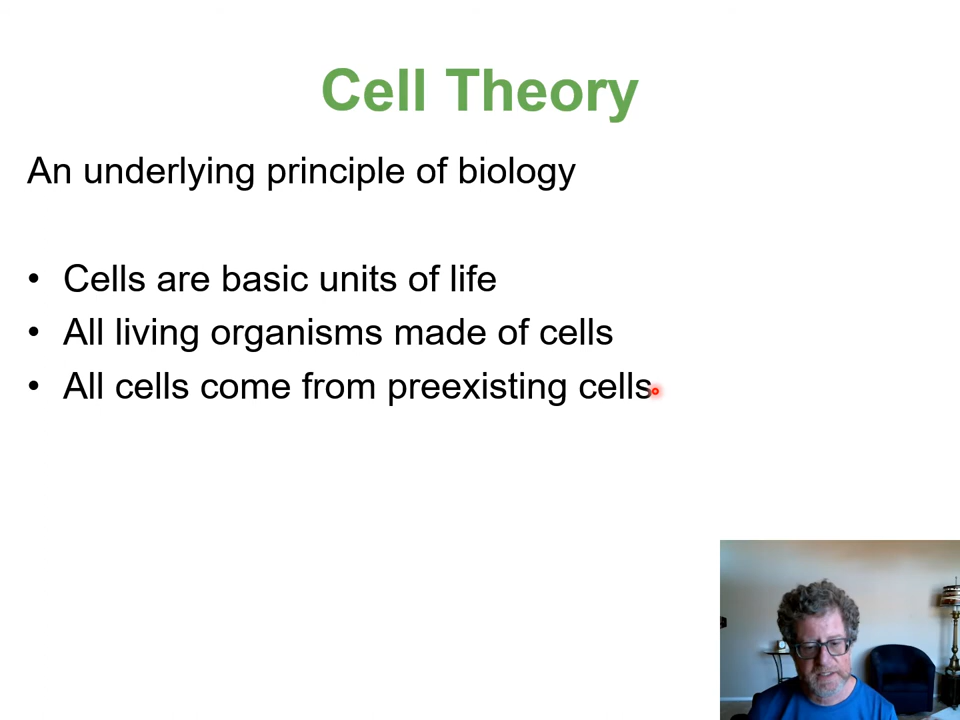 Cell Theory
An underlying principle of biology
• Cells are basic units of life
• All living organisms made of cells
• All cells come from preexisting cells